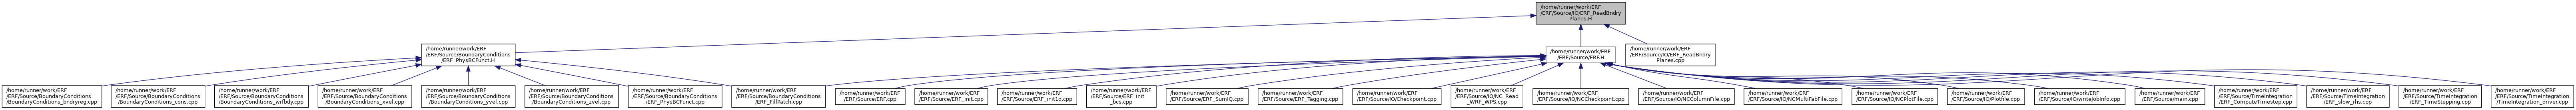 /home/runner/work/ERF
/ERF/Source/IO/ERF_ReadBndry
Planes.H
/home/runner/work/ERF
/ERF/Source/BoundaryConditions
/ERF_PhysBCFunct.H
/home/runner/work/ERF
/ERF/Source/ERF.H
/home/runner/work/ERF
/ERF/Source/IO/ERF_ReadBndry
Planes.cpp
/home/runner/work/ERF
/ERF/Source/BoundaryConditions
/BoundaryConditions_bndryreg.cpp
/home/runner/work/ERF
/ERF/Source/BoundaryConditions
/BoundaryConditions_cons.cpp
/home/runner/work/ERF
/ERF/Source/BoundaryConditions
/BoundaryConditions_wrfbdy.cpp
/home/runner/work/ERF
/ERF/Source/BoundaryConditions
/BoundaryConditions_xvel.cpp
/home/runner/work/ERF
/ERF/Source/BoundaryConditions
/BoundaryConditions_yvel.cpp
/home/runner/work/ERF
/ERF/Source/BoundaryConditions
/BoundaryConditions_zvel.cpp
/home/runner/work/ERF
/ERF/Source/BoundaryConditions
/ERF_PhysBCFunct.cpp
/home/runner/work/ERF
/ERF/Source/BoundaryConditions
/ERF_FillPatch.cpp
/home/runner/work/ERF
/ERF/Source/ERF.cpp
/home/runner/work/ERF
/ERF/Source/ERF_init.cpp
/home/runner/work/ERF
/ERF/Source/ERF_init1d.cpp
/home/runner/work/ERF
/ERF/Source/ERF_init
_bcs.cpp
/home/runner/work/ERF
/ERF/Source/ERF_SumIQ.cpp
/home/runner/work/ERF
/ERF/Source/ERF_Tagging.cpp
/home/runner/work/ERF
/ERF/Source/IO/Checkpoint.cpp
/home/runner/work/ERF
/ERF/Source/IO/NC_Read
_WRF_WPS.cpp
/home/runner/work/ERF
/ERF/Source/IO/NCCheckpoint.cpp
/home/runner/work/ERF
/ERF/Source/IO/NCColumnFile.cpp
/home/runner/work/ERF
/ERF/Source/IO/NCMultiFabFile.cpp
/home/runner/work/ERF
/ERF/Source/IO/NCPlotFile.cpp
/home/runner/work/ERF
/ERF/Source/IO/Plotfile.cpp
/home/runner/work/ERF
/ERF/Source/IO/writeJobInfo.cpp
/home/runner/work/ERF
/ERF/Source/main.cpp
/home/runner/work/ERF
/ERF/Source/TimeIntegration
/ERF_ComputeTimestep.cpp
/home/runner/work/ERF
/ERF/Source/TimeIntegration
/ERF_slow_rhs.cpp
/home/runner/work/ERF
/ERF/Source/TimeIntegration
/ERF_TimeStepping.cpp
/home/runner/work/ERF
/ERF/Source/TimeIntegration
/TimeIntegration_driver.cpp